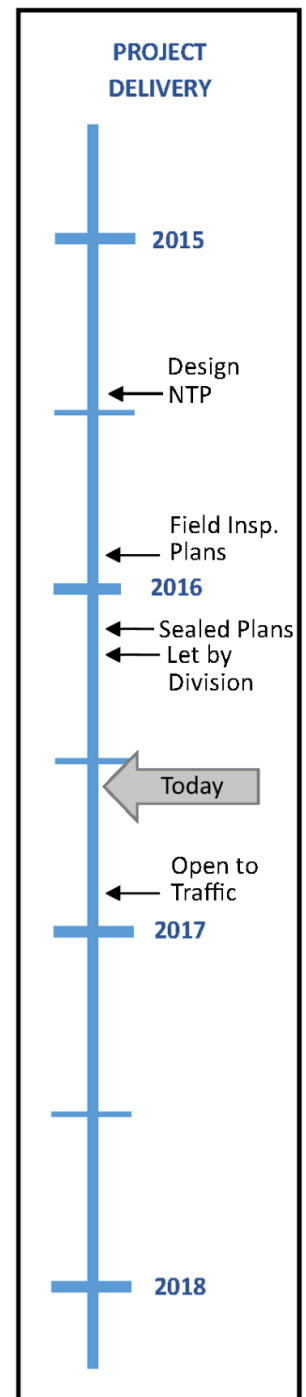 PROJECT
DELIVERY
2015
Design
NTP
Field Insp.
Plans
2016
Sealed Plans
Let by
Division
Today
Open to
Traffic
2017
2018